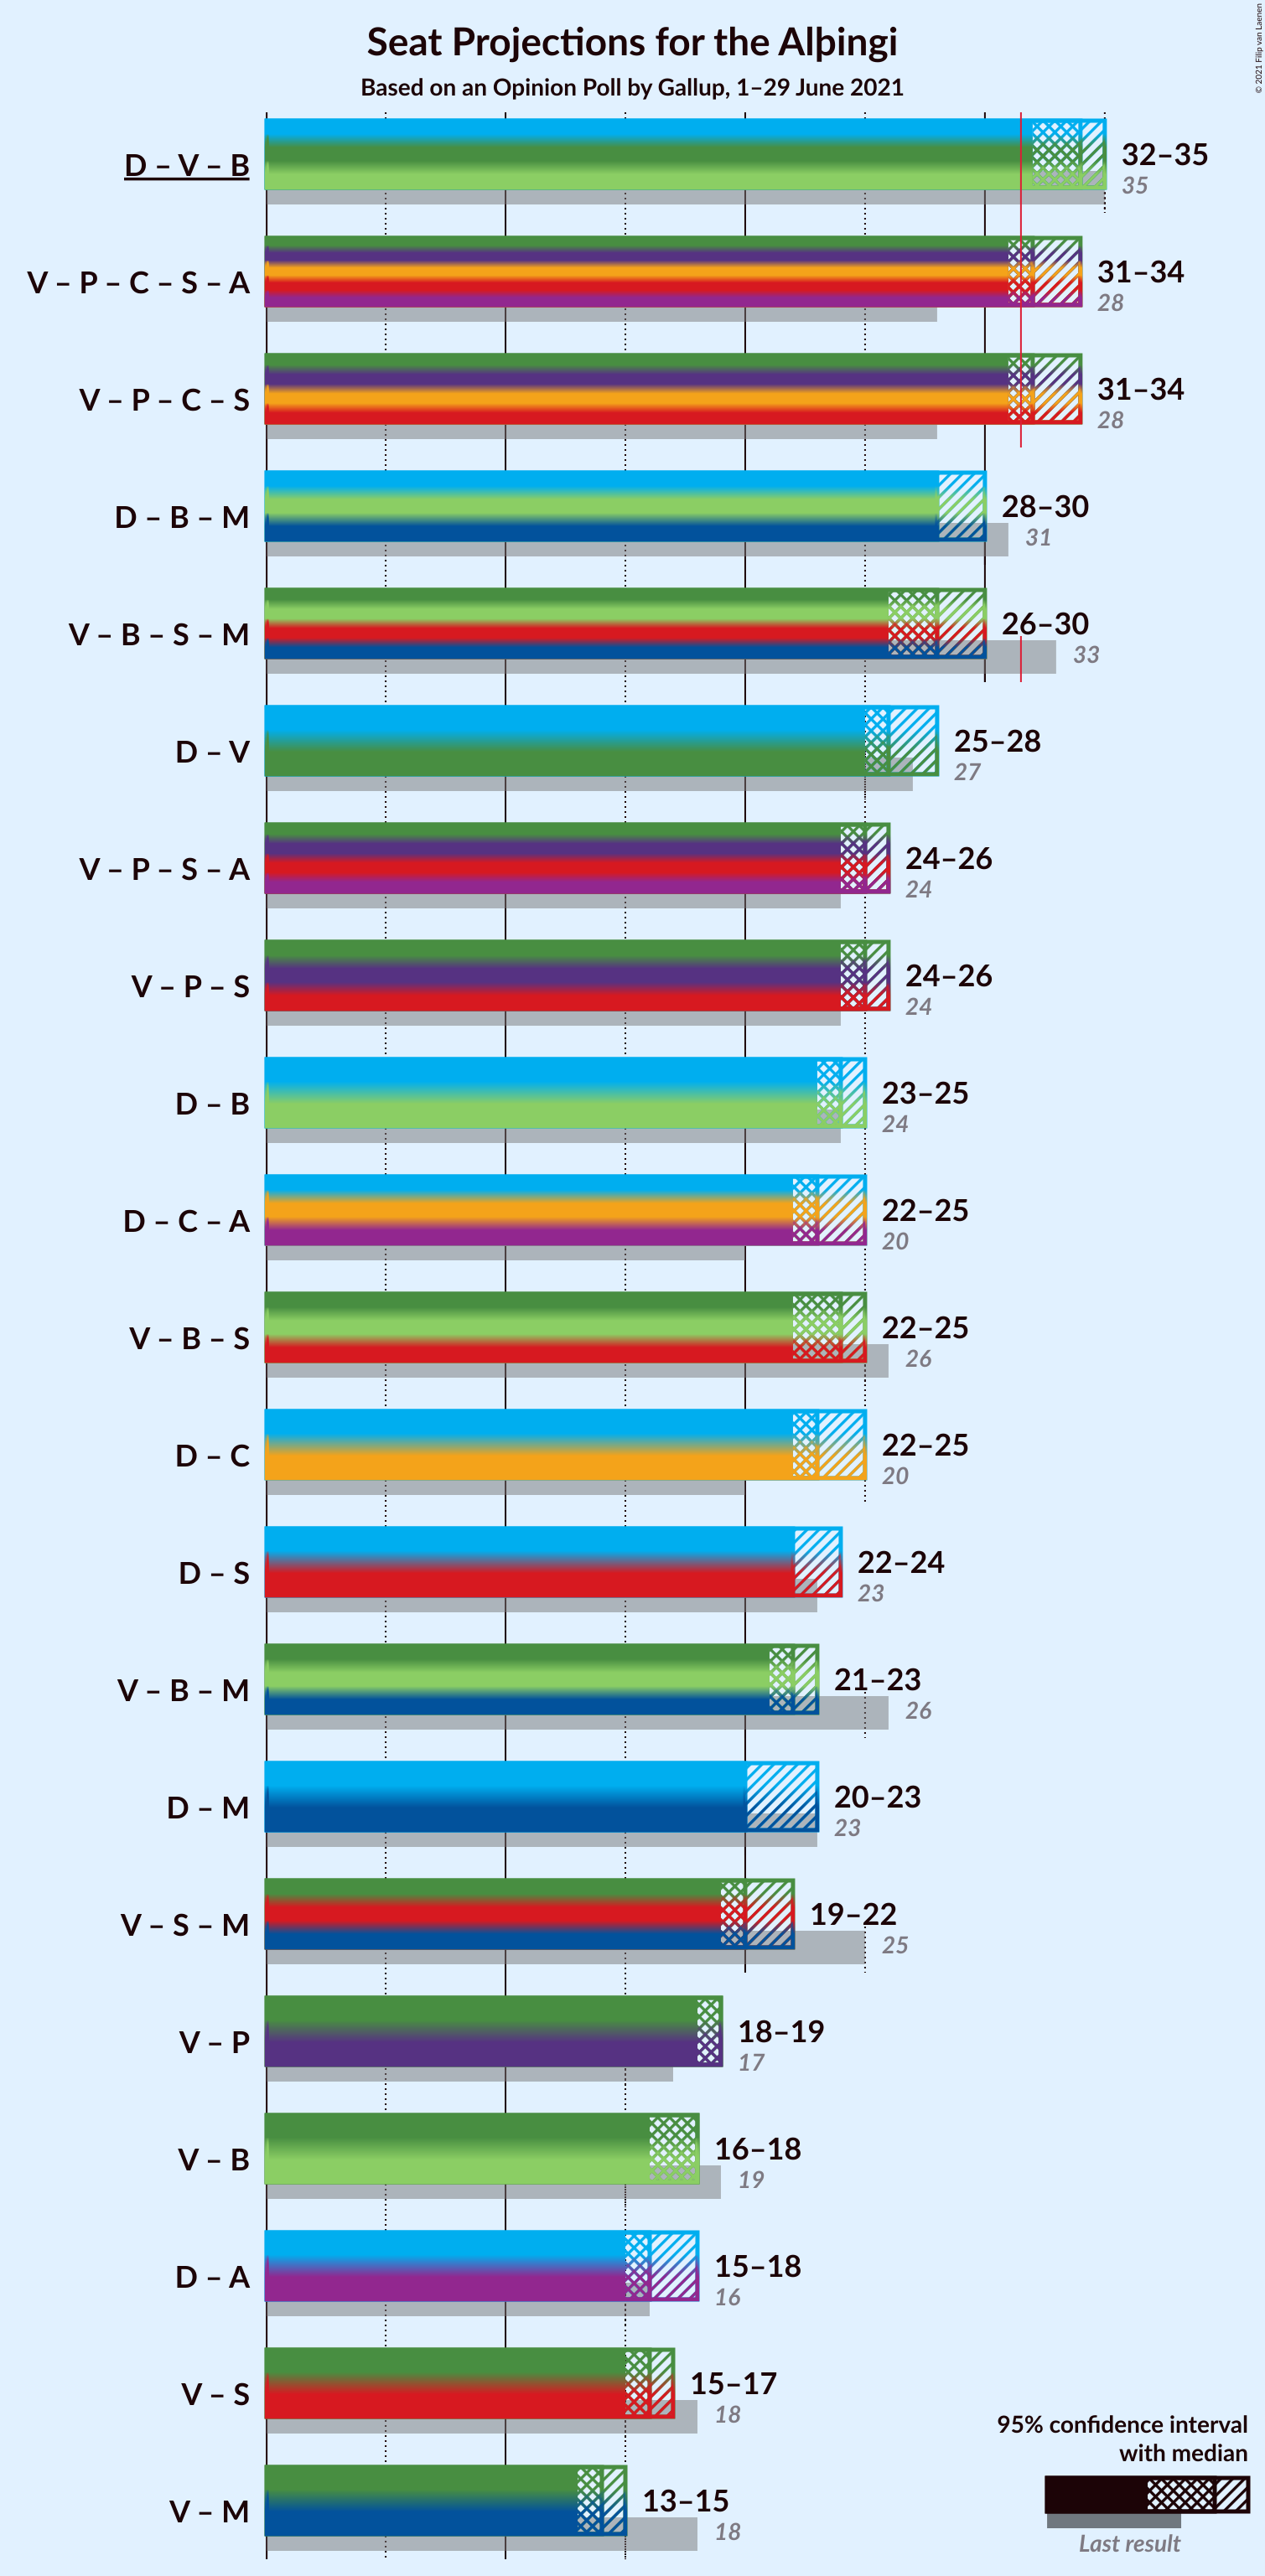 Seat Projections for the Alþingi
Based on an Opinion Poll by Gallup, 1–29 June 2021
© 2021 Filip van Laenen
D – V – B
32–35
35
V – P – C – S – A
31–34
28
V – P – C – S
31–34
28
D – B – M
28–30
31
V – B – S – M
26–30
33
D – V
25–28
27
V – P – S – A
24–26
24
V – P – S
24–26
24
D – B
23–25
24
D – C – A
22–25
20
V – B – S
22–25
26
D – C
22–25
20
D – S
22–24
23
V – B – M
21–23
26
D – M
20–23
23
V – S – M
19–22
25
V – P
18–19
17
V – B
16–18
19
D – A
15–18
16
V – S
15–17
18
V – M
13–15
18
95% confidence interval
with median
Last result